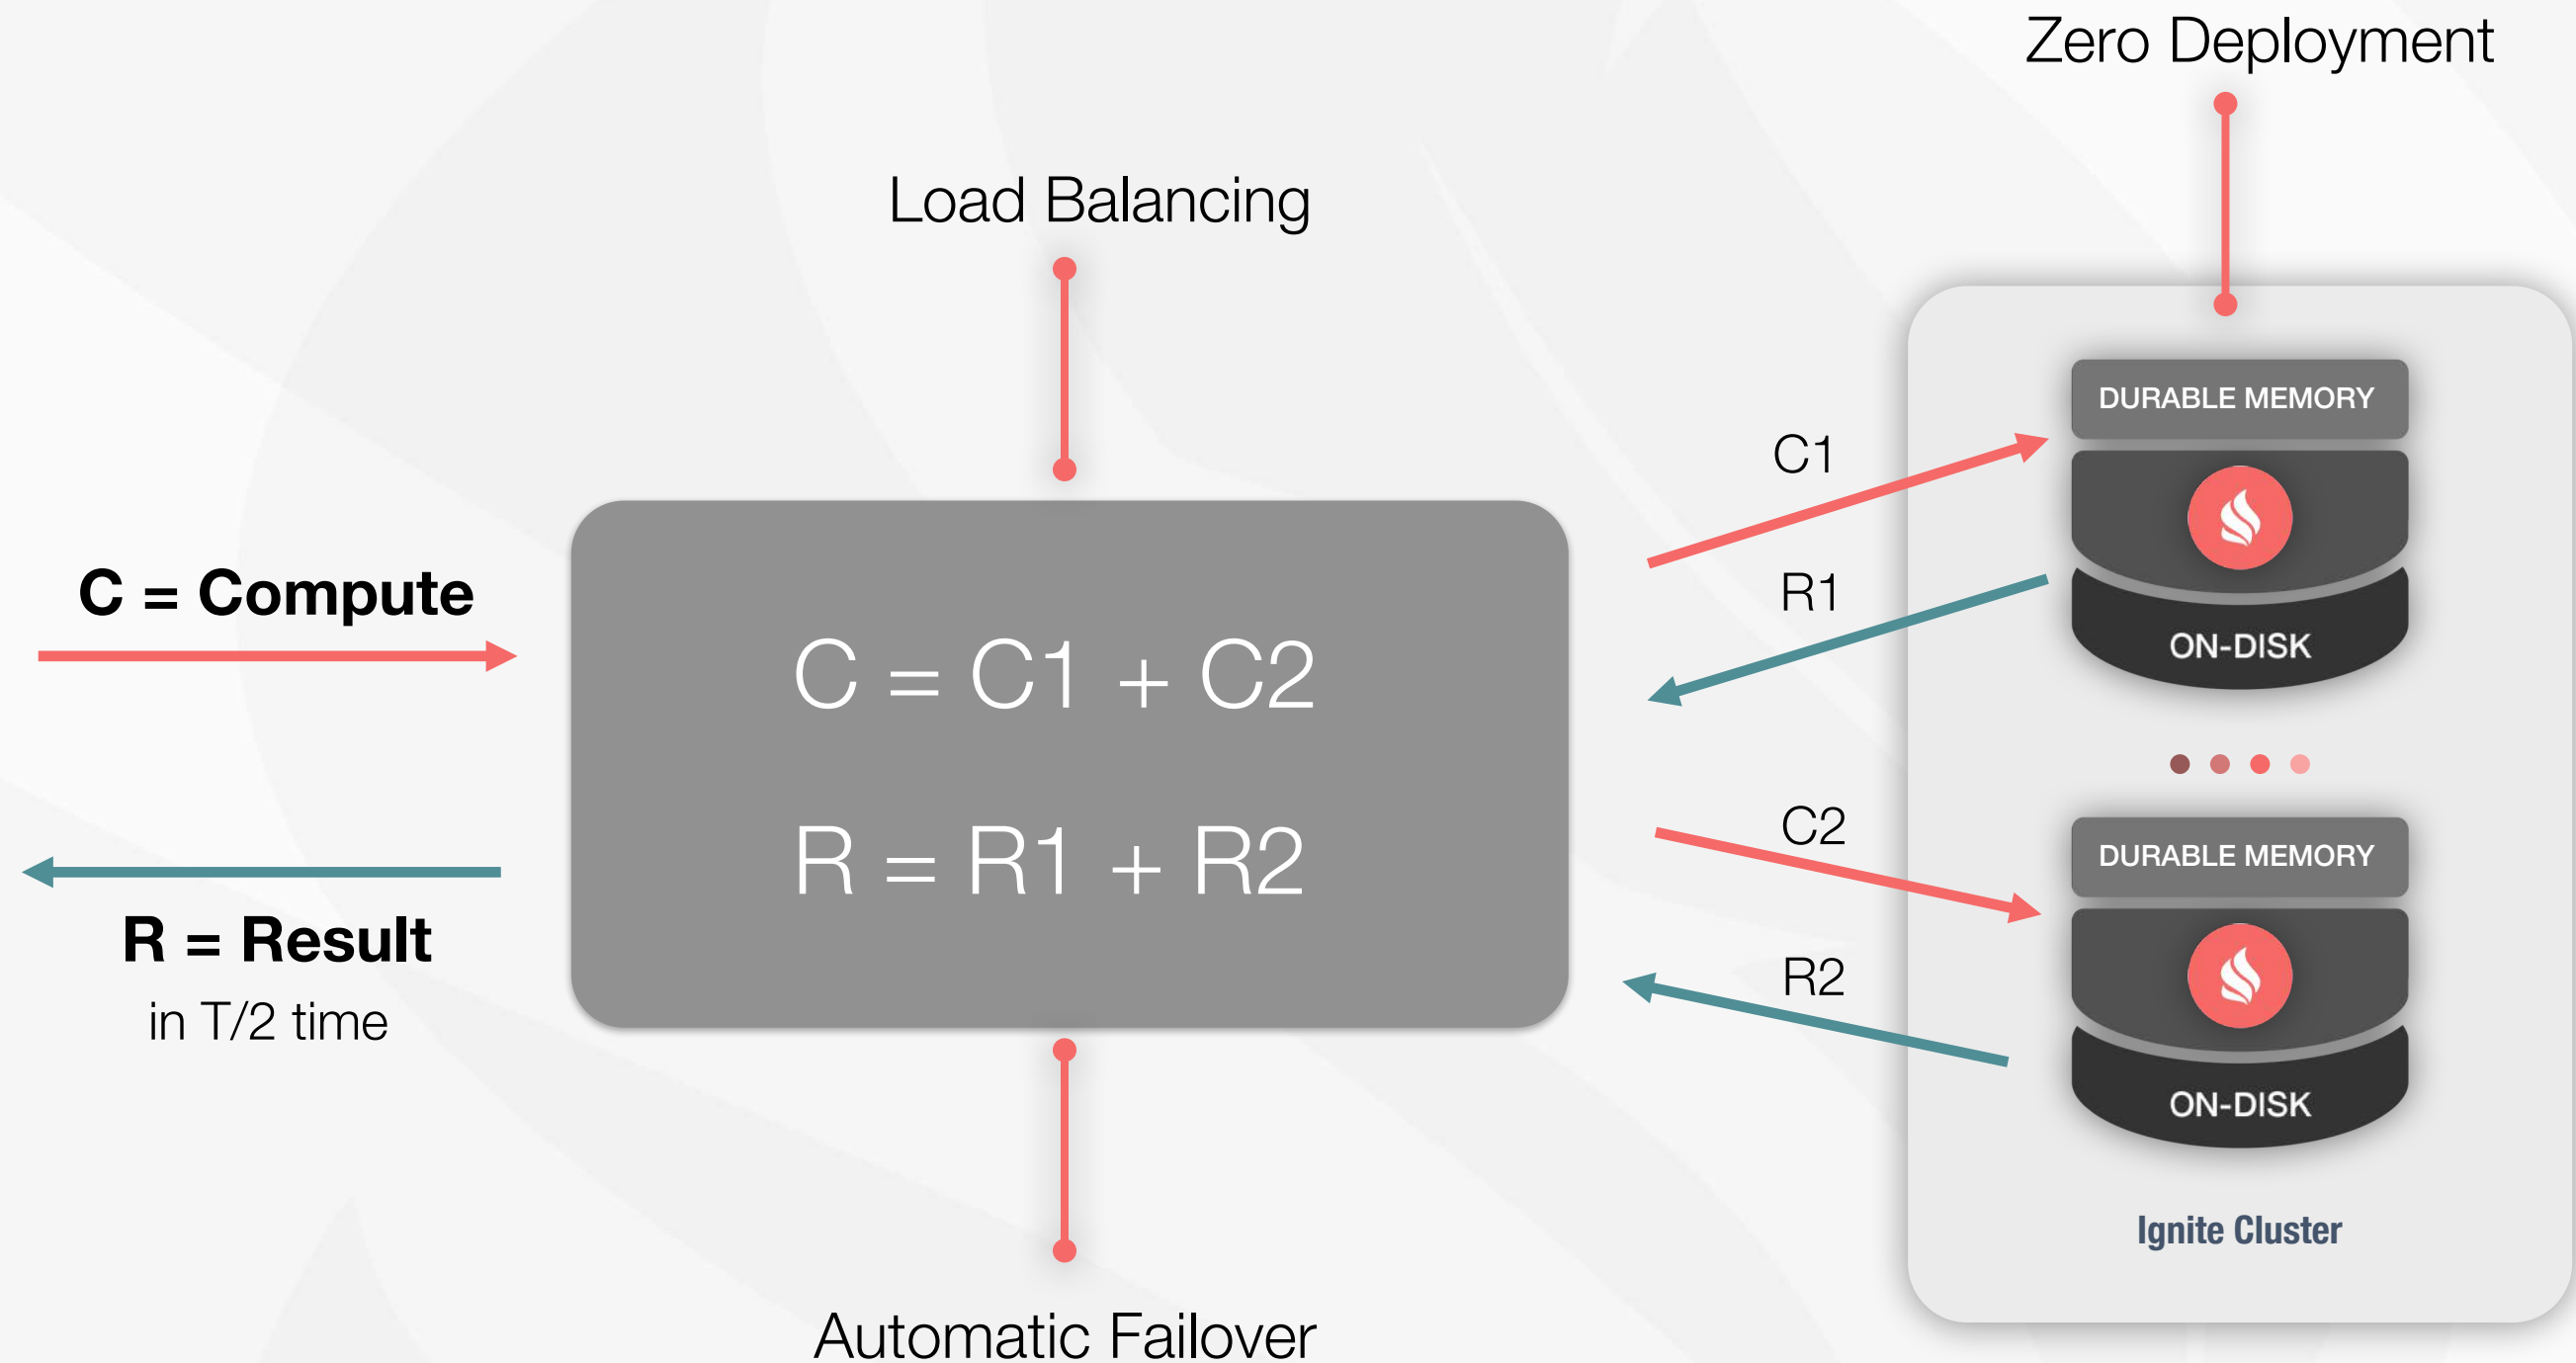 Zero Deployment
Load Balancing
C = Compute
R = Result
in T/2 time
C = C1 + C2
R = R1 + R2
Automatic Failover
C1
R1
C2
R2
DURABLE MEMORY
ON-DISK
DURABLE MEMORY
ON-DISK
Ignite Cluster